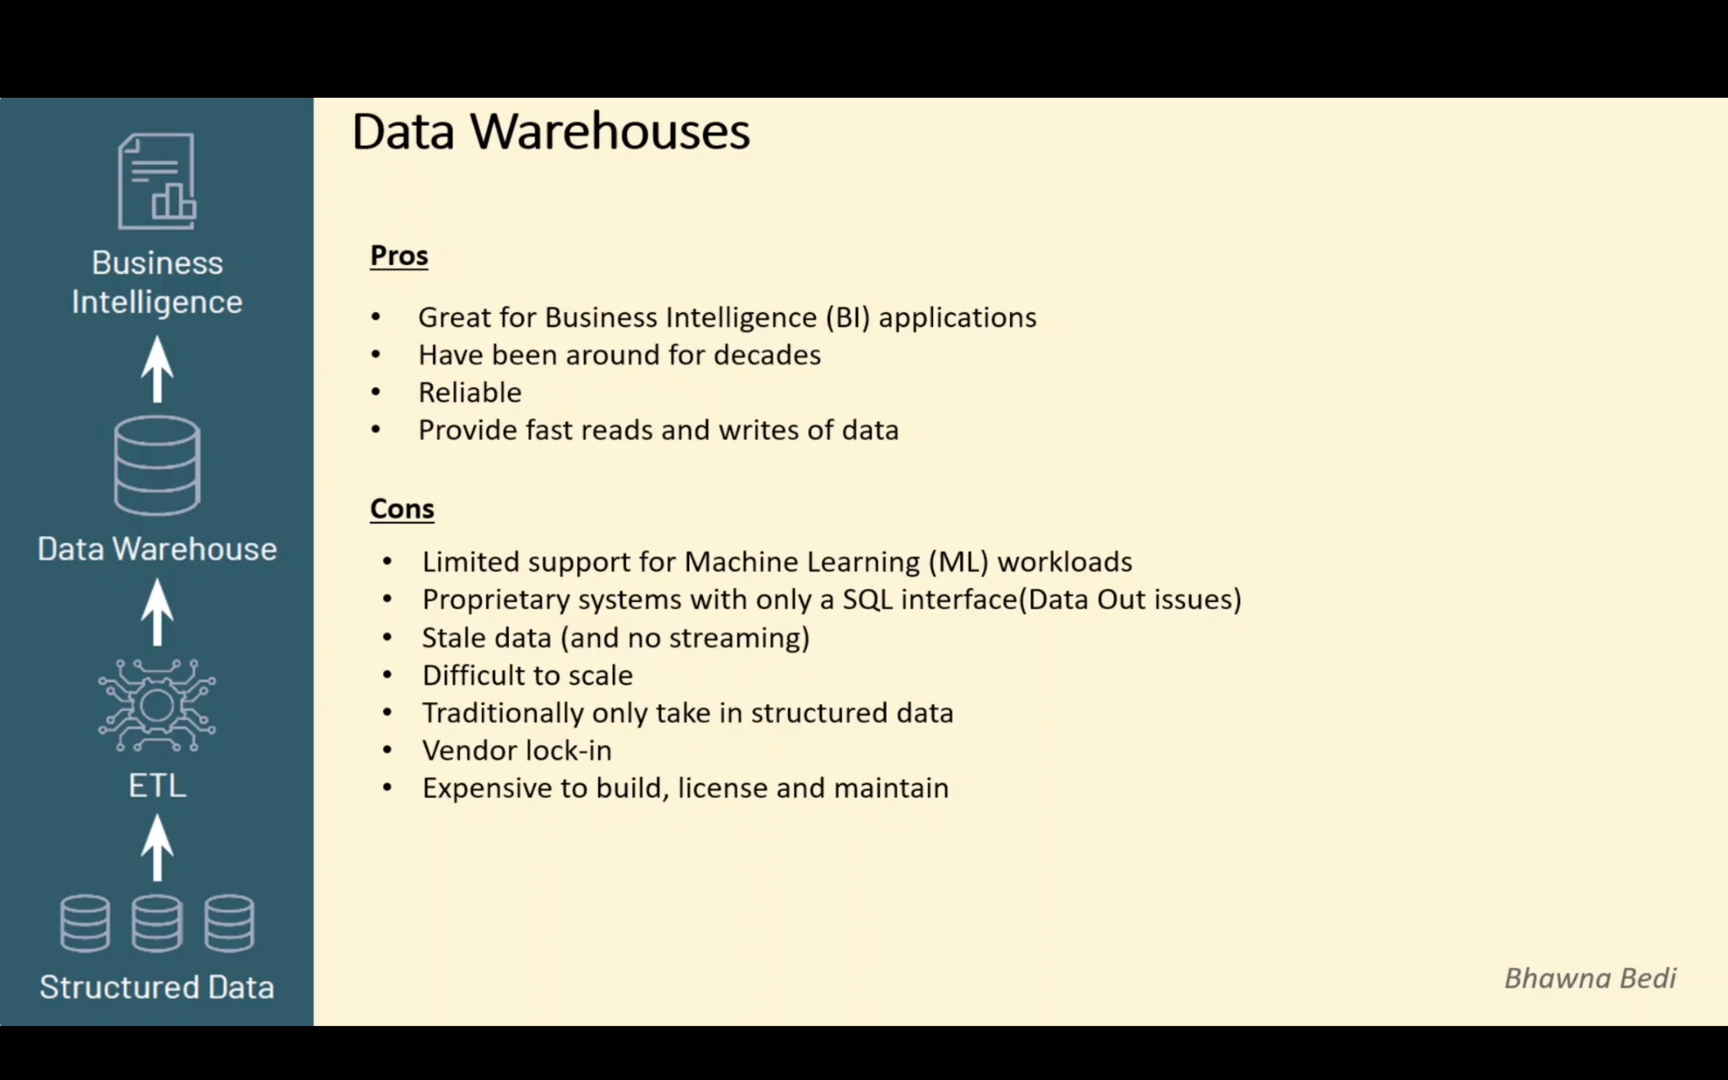 Data Warehouses
Business
Intelligence
Data Warehouse
ETL
Structured Data
Pros
• Great for Business Intelligence (BI) applications
• Have been around for decades
• Reliable
• Provide fast reads and writes of data
Cons
• Limited support for Machine Learning (ML) workloads
• Proprietary systems with only a SQL interface(Data Out issues)
• Stale data (and no streaming)
• Difficult to scale
• Traditionally only take in structured data
• Vendor lock-in
• Expensive to build, license and maintain
Bhawna Bedi